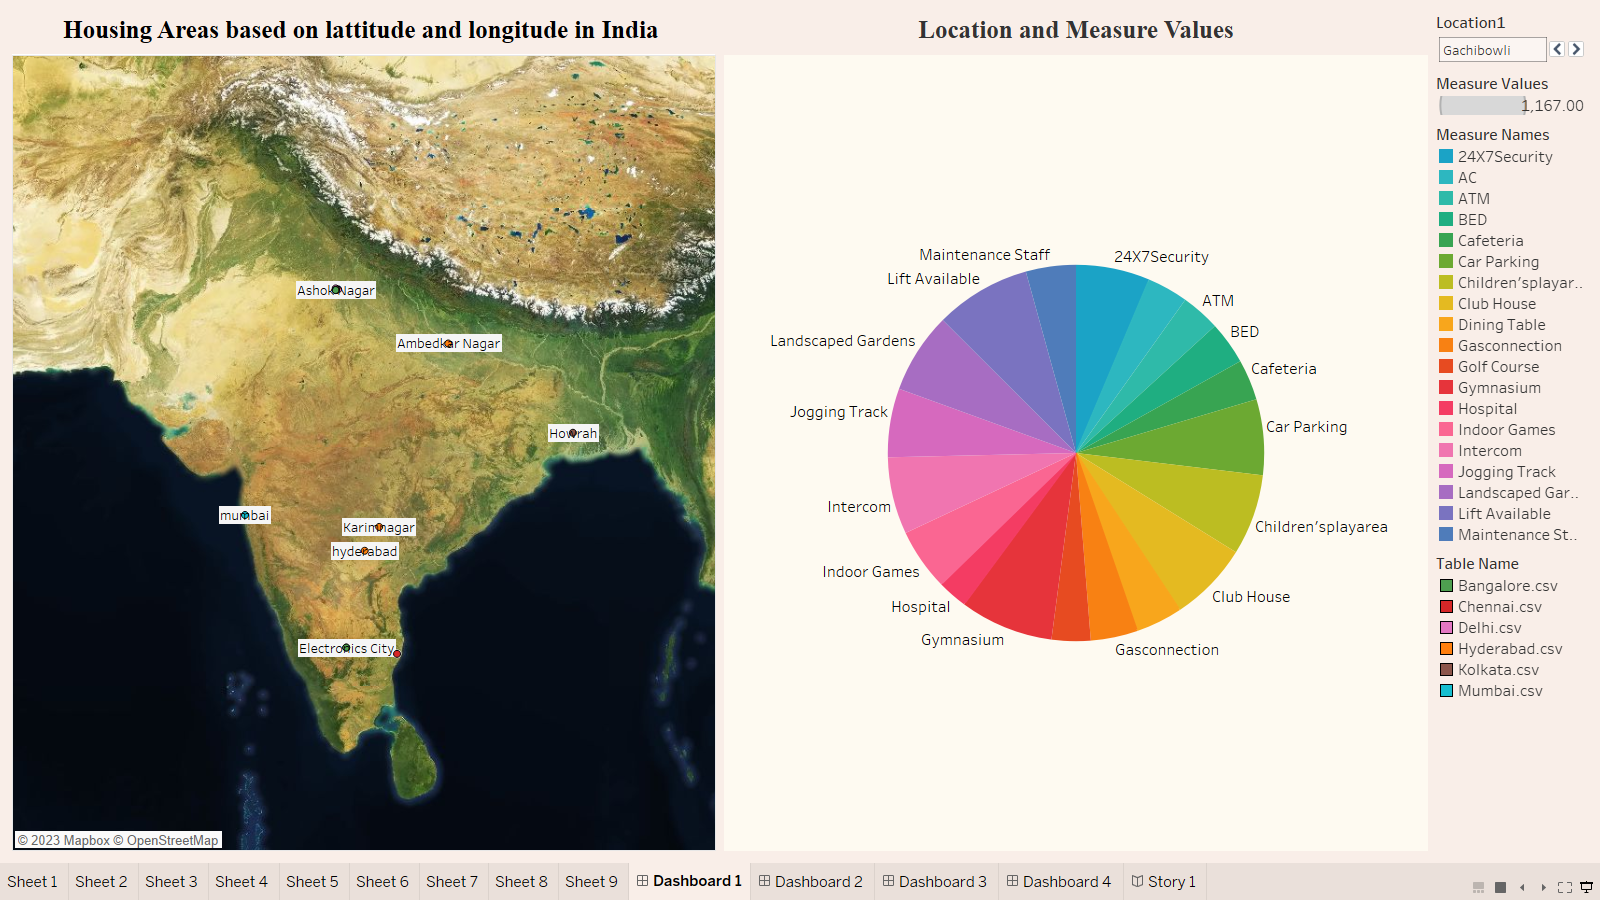 Housing Areas based on lattitude and longitude in India
Ashok Nagar
Ambedkar Nagar
Howrah
mumbai
Karimnagar
hyderabad
Electronics City
© 2023 Mapbox © OpenStreetMap
Location and Measure Values
Maintenance Staff
24X7Security
Lift Available
ATM
BED
Landscaped Gardens
Cafeteria
Jogging Track
Car Parking
Intercom
Children'splayarea
Indoor Games
Club House
Hospital
Gymnasium
Gasconnection
Location1
Gachibowli
Measure Values
1,167.00
Measure Names
24X7Security
AC
ATM
BED
Cafeteria
Car Parking
Children'splayar..
Club House
Dining Table
Gasconnection
Golf Course
Gymnasium
Hospital
Indoor Games
Intercom
Jogging Track
Landscaped Gar..
Lift Available
Maintenance St..
Table Name
Bangalore.csv
Chennai.csv
Delhi.csv
Hyderabad.csv
Kolkata.csv
Mumbai.csv
Sheet 1 Sheet 2 Sheet 3 Sheet 4 Sheet 5 Sheet 6 Sheet 7 Sheet 8 Sheet 9 Dashboard 1 Dashboard 2 Dashboard 3 Dashboard 4 Story 1